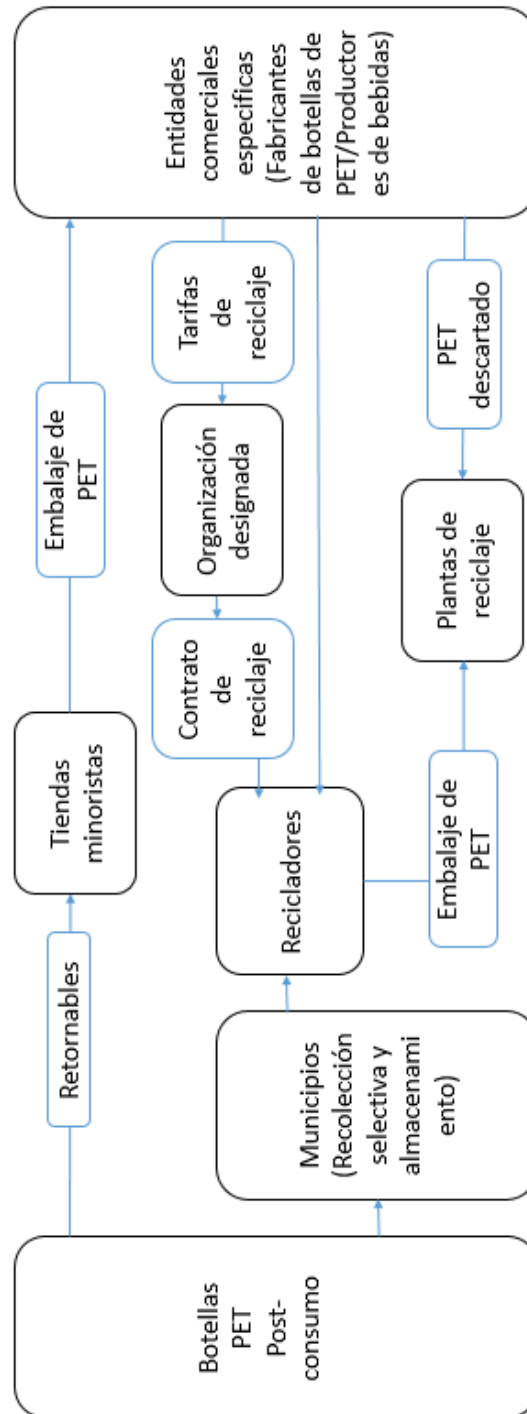 Botellas
PET
Post-
consumo
Retornables
Tiendas
minoristas
Embalaje de
PET
Entidades
comerciales
especificas
(Fabricantes
de botellas de
PET/Productor
es de bebidas)
Municipios
(Recolección
selectiva y
almacenami
ento)
Recicladores
Contrato
de
reciclaje
Organización
designada
Tarifas
de
reciclaje
Embalaje de
PET
Plantas de
reciclaje
PET
descartado